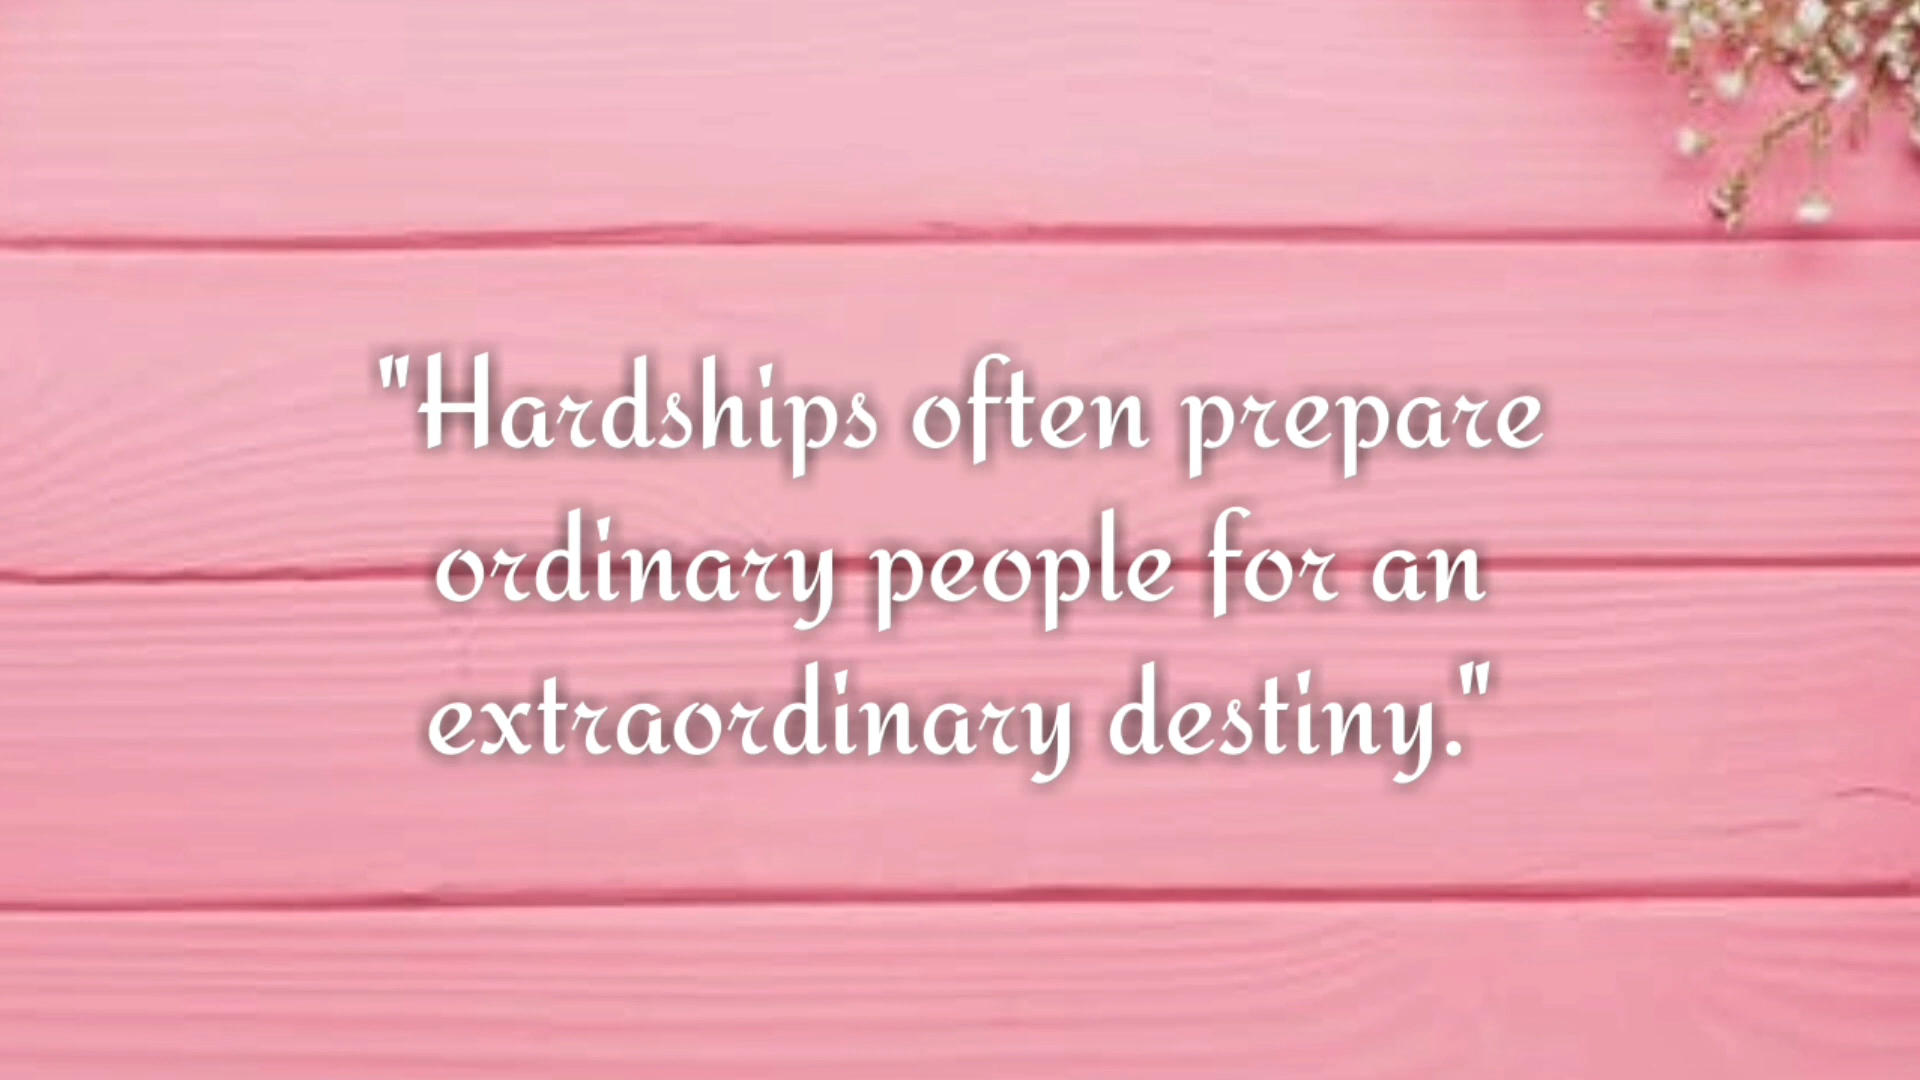 "Hardships often prepare
ordinary people for an
extraordinary destiny."